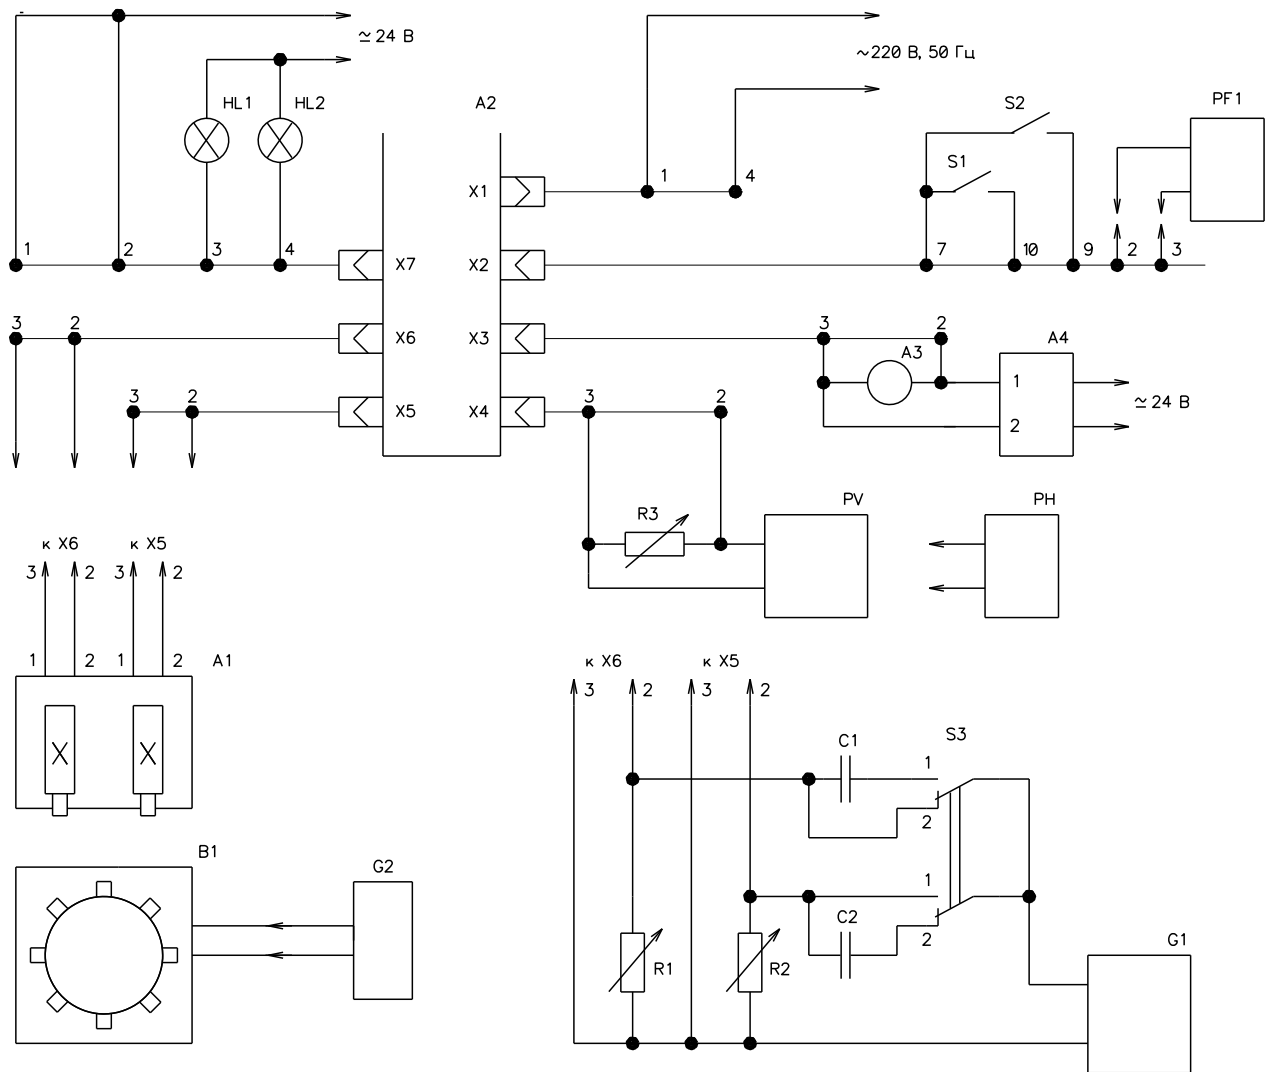 ≃ 24 В
~220 В, 50 Гц
HL1 HL2 A2 S2 PF1
S1
X1 1 4
1 2 3 4 X7 X2 7 10 9 2 3
3 2 X6 X3 3 2
A3 A4
1
≃ 24 В
3 2 X5 X4 3 2
2
R3 PV PH
к X6 к X5
3 2 3 2
1 2 1 2 A1
к X6 к X5
3 2 3 2
C1 S3
1
2
B1
G2
1
C2
2
R1 R2
G1